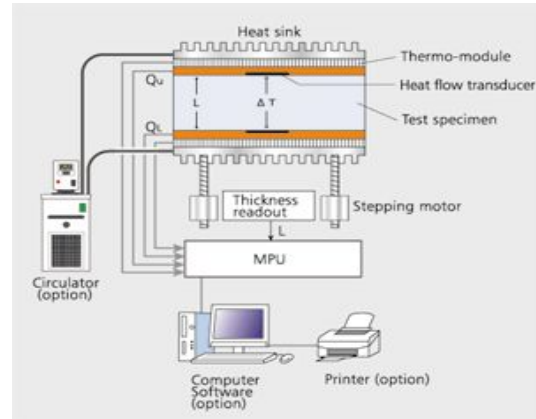 Heat sink
Thermo-module
Heat flow transducer
Test specimen
Qu
L
Δ T
QL
Thickness
readout
Stepping motor
L
MPU
Circulator
(option)
Computer
Software
(option)
Printer (option)